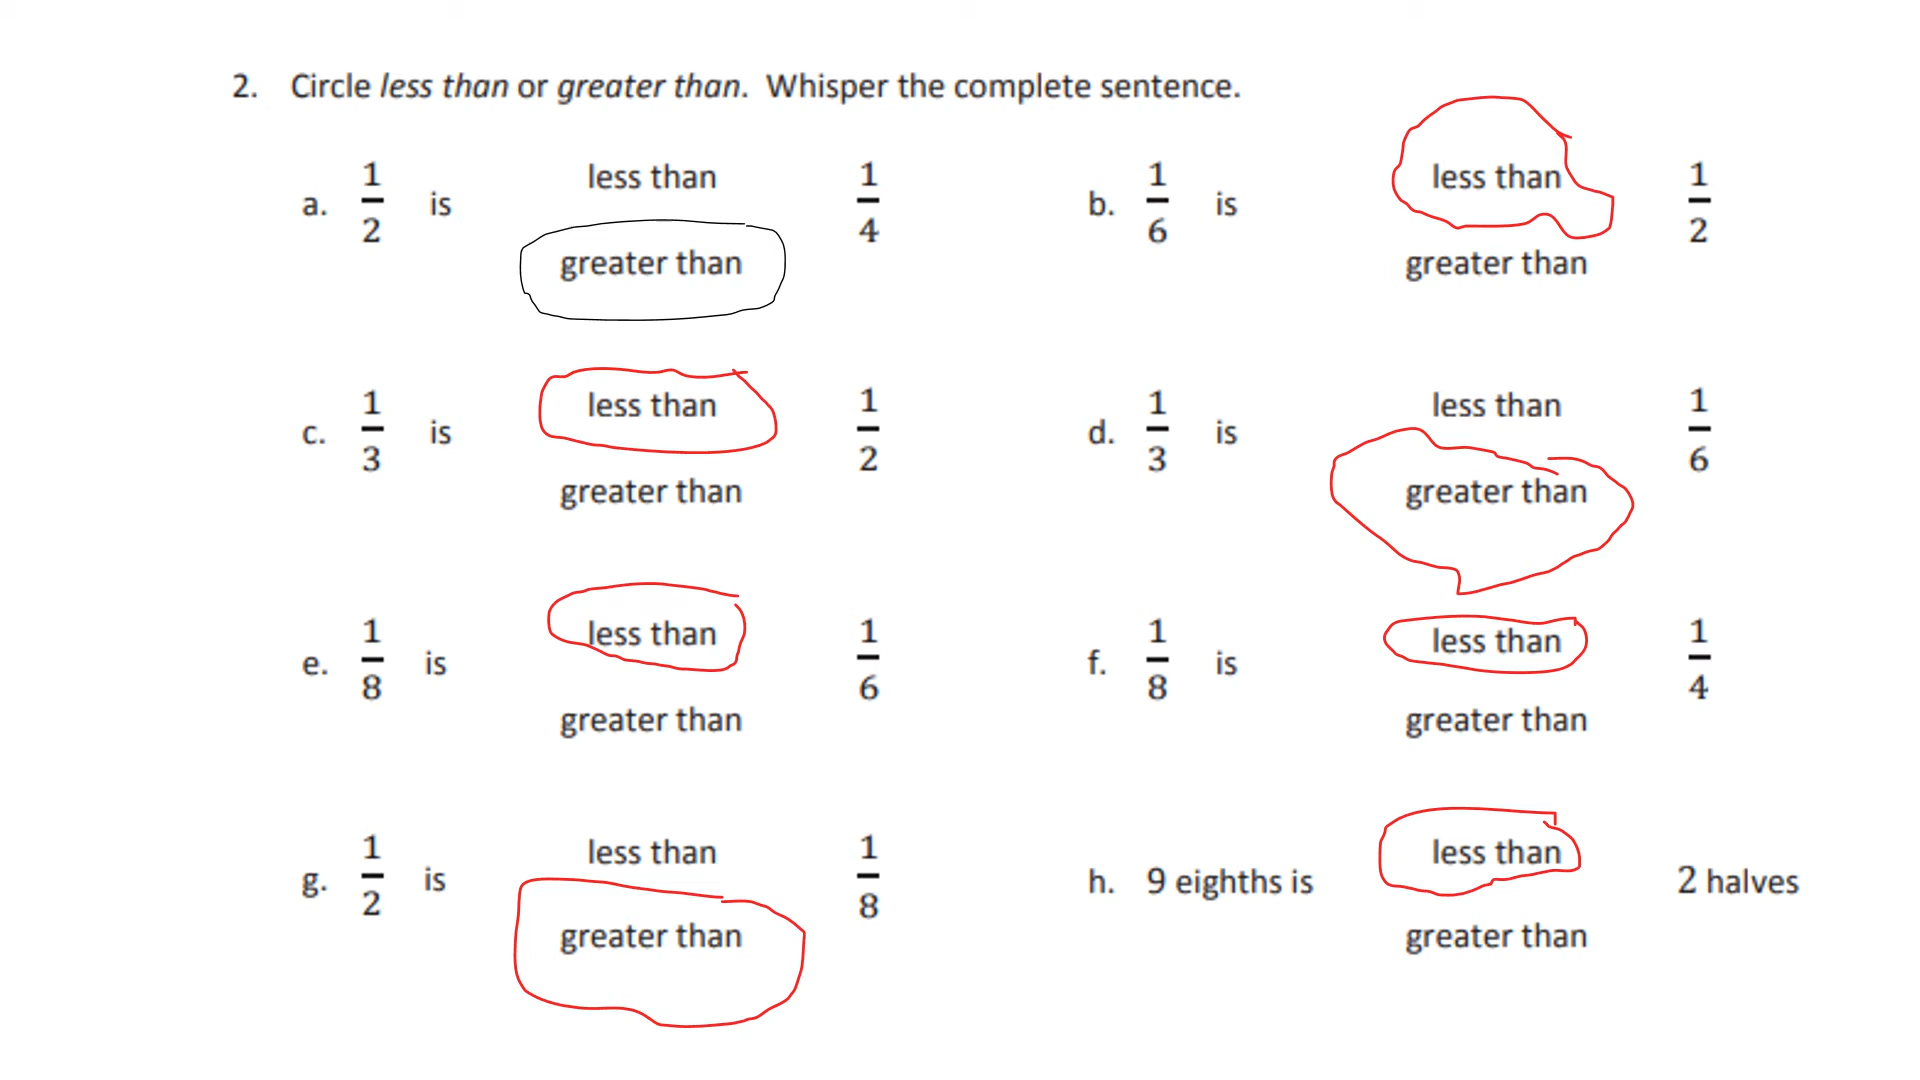 2. Circle less than or greater than. Whisper the complete sentence.
a. 1/2 is less than greater than 1/4
b. 1/6 is less than greater than 1/2
c. 1/3 is less than greater than 1/2
d. 1/3 is less than greater than 1/6
e. 1/8 is less than greater than 1/6
f. 1/8 is less than greater than 1/4
g. 1/2 is less than greater than 1/8
h. 9 eighths is less than greater than 2 halves